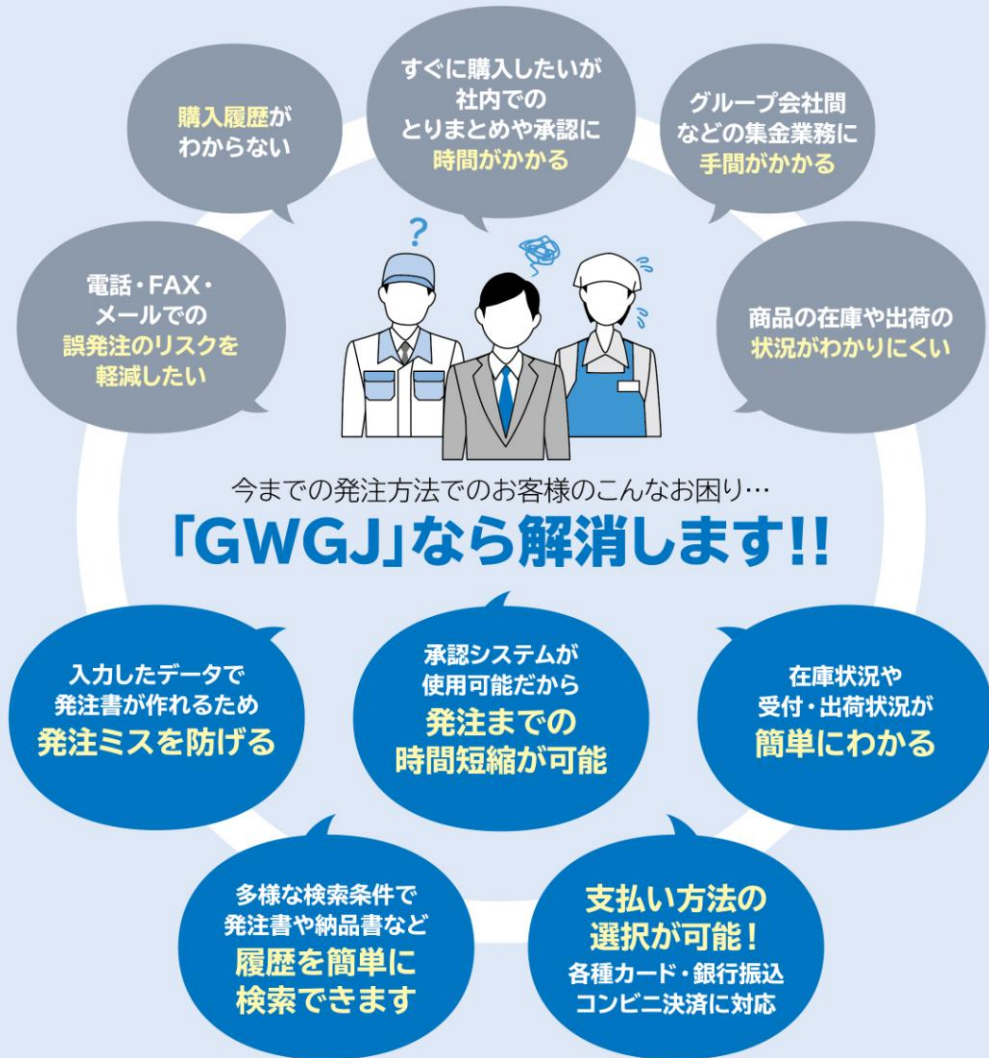 購入履歴が
わからない
すぐに購入したいが
社内での
とりまとめや承認に
時間がかかる
グループ会社間
などの集金業務に
手間がかかる
電話・FAX・
メールでの
誤発注のリスクを
軽減したい
?
商品の在庫や出荷の
状況がわかりにくい
今までの発注方法でのお客様のこんなお困り…
「GWGJ」なら解消します!!
入力したデータで
発注書が作れるため
発注ミスを防げる
承認システムが
使用可能だから
発注までの
時間短縮が可能
在庫状況や
受付・出荷状況が
簡単にわかる
多様な検索条件で
発注書や納品書など
履歴を簡単に
検索できます
支払い方法の
選択が可能!
各種カード・銀行振込
コンビニ決済に対応